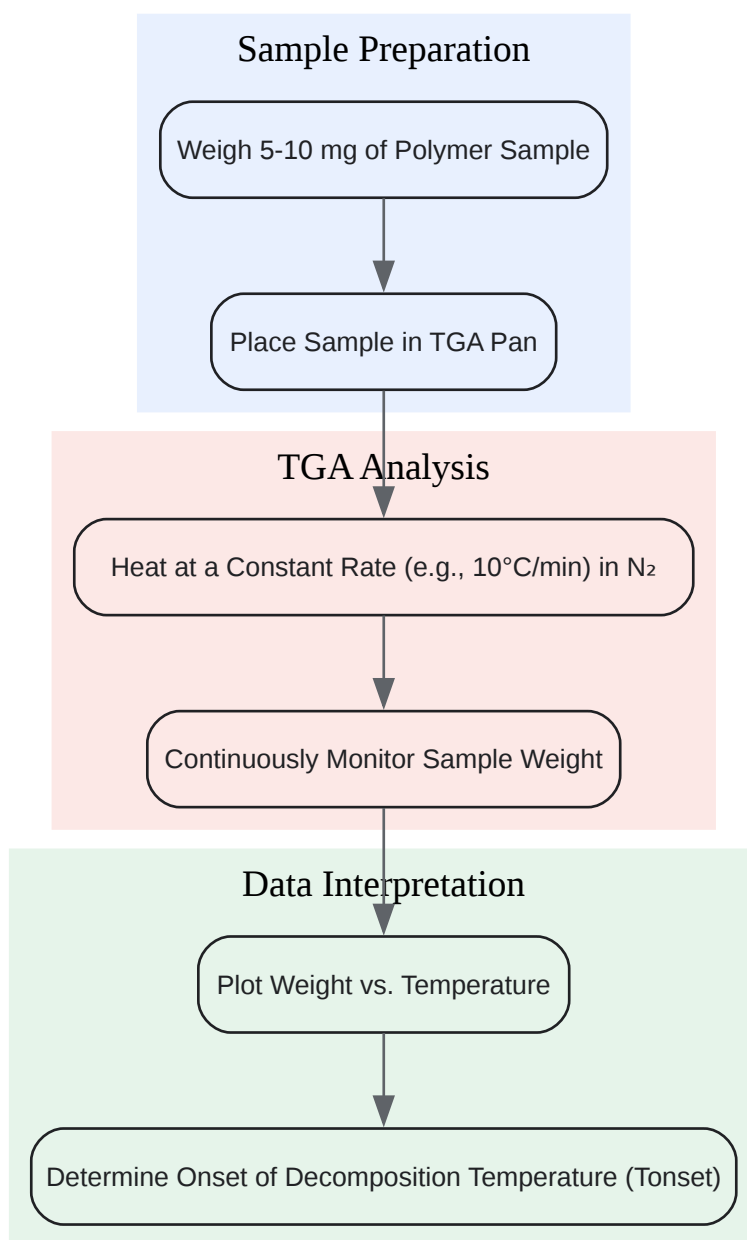 Sample Preparation
Weigh 5-10 mg of Polymer Sample
Place Sample in TGA Pan
TGA Analysis
Heat at a Constant Rate (e.g., 10°C/min) in N₂
Continuously Monitor Sample Weight
Data Interpretation
Plot Weight vs. Temperature
Determine Onset of Decomposition Temperature (Tonset)